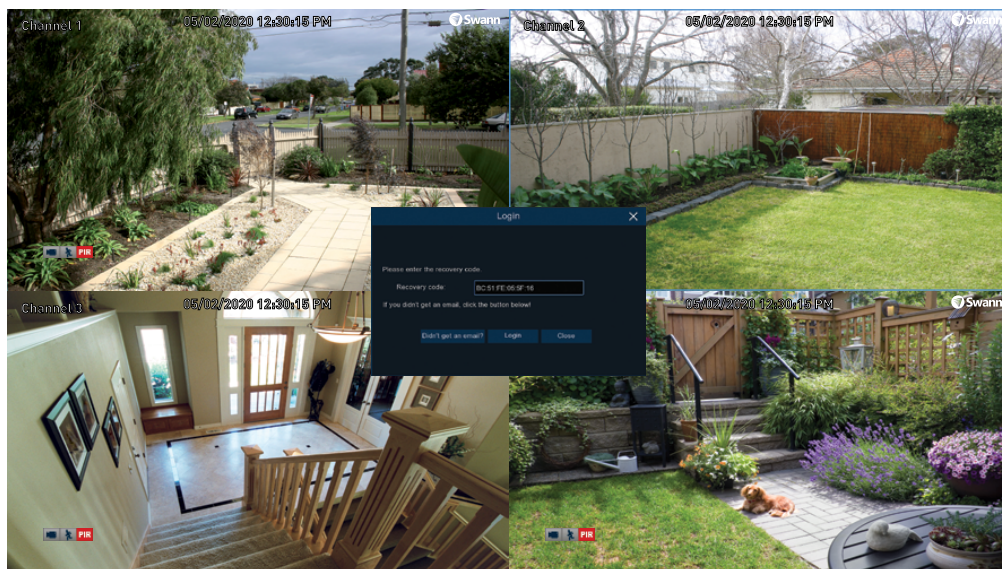 Channel 1
05/02/2020 12:30:15 PM
Swann
Channel 2
05/02/2020 12:30:15 PM
Swann
PIR
Login
Please enter the recovery code.
Recovery code:
BC:51:FE:05:5F:16
If you didn't get an email, click the button below!
Didn't get an email?
Login
Close
Channel 3
05/02/2020 12:30:15 PM
05/02/2020 12:30:15 PM
Swann
PIR
PIR